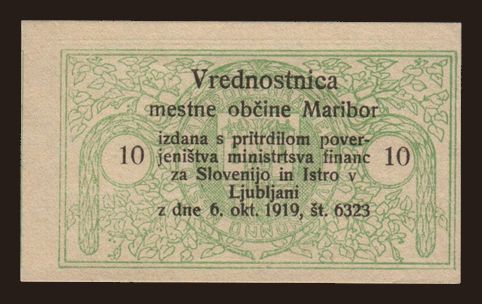 Vrednostnica
mestne občine Maribor
izdana s pritrdilom pover-
jeništva ministrtsva financ
10 za Slovenijo in Istro v 10
Ljubljani
z dne 6. okt. 1919, št. 6323